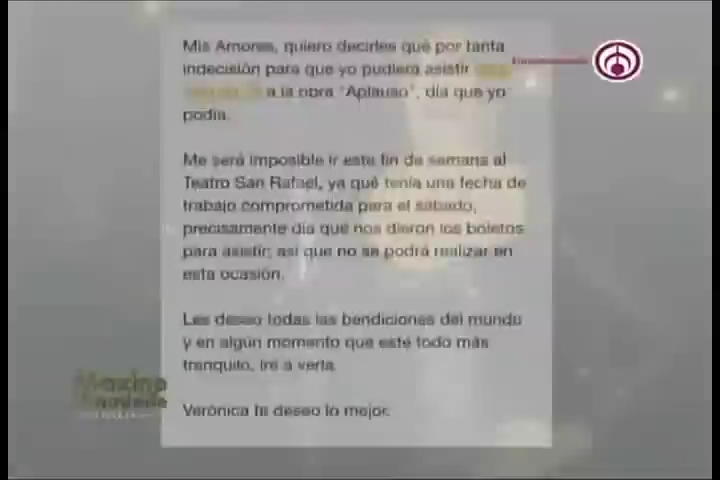 Mis Amores, quiero decirles qué por tanta
indecisión para que yo pudiera asistir
a la obra "Aplauso", día que yo
podía.
Me será imposible ir este fin de semana al
Teatro San Rafael, ya qué tenía una fecha de
trabajo comprometida para el sábado,
precisamente día qué nos dieron los boletos
para asistir; así que no se podrá realizar en
esta ocasión.
Les deseo todas las bendiciones del mundo
y en algún momento que esté todo más
tranquilo, iré a verla.
Verónica te deseo lo mejor.